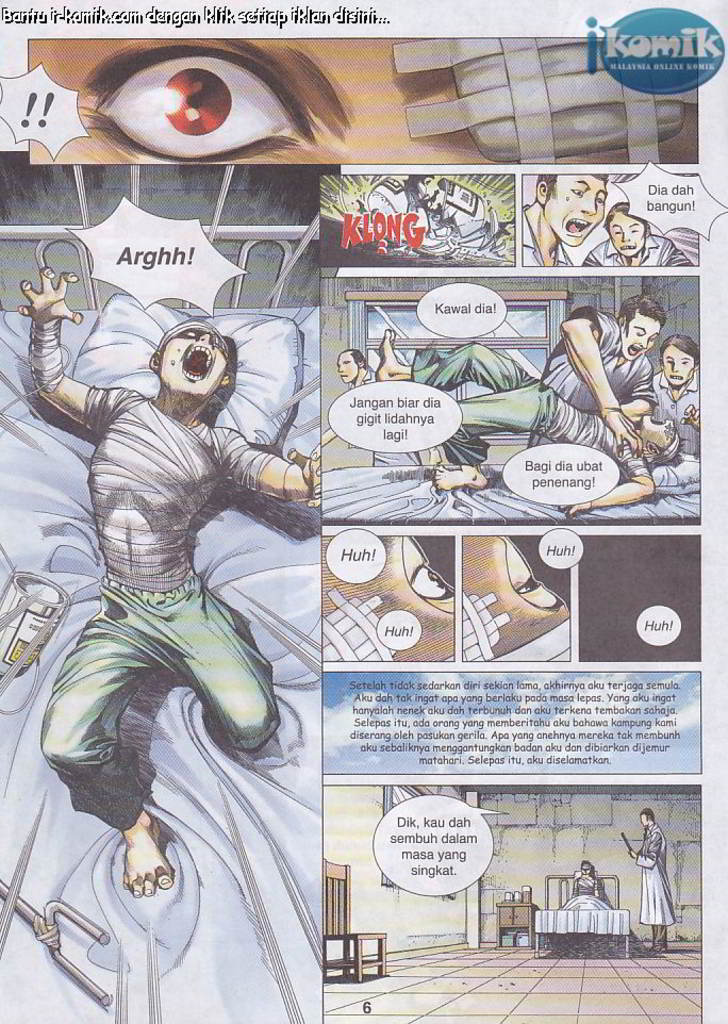 Bantu i-komik.com dengan klik setiap iklan disini...
ikomik
MALAYSIA ONLINE KOMIK
!!
Arghh!
KLONG
Dia dah
bangun!
Kawal dia!
Jangan biar dia
gigit lidahnya
lagi!
Bagi dia ubat
penenang!
Huh!
Huh!
Huh!
Huh!
Setelah tidak sedarkan diri sekian lama, akhirnya aku terjaga semula.
Aku dah tak ingat apa yang berlaku pada masa lepas. Yang aku ingat
hanyalah nenek aku dah terbunuh dan aku terkena tembakan sahaja.
Selepas itu, ada orang yang memberitahu aku bahawa kampung kami
diserang oleh pasukan gerila. Apa yang anehnya mereka tak membunh
aku sebaliknya menggantungkan badan aku dan dibiarkan dijemur
matahari. Selepas itu, aku diselamatkan.
Dik, kau dah
sembuh dalam
masa yang
singkat.
6